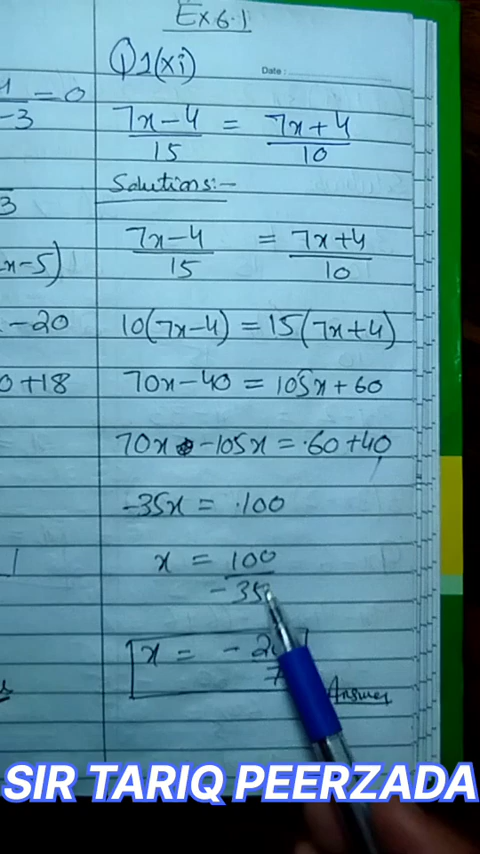 Ex 6.1
Q1(xi)
Date :
7x-4/15 = 7x+4/10
Solutions:-
7x-4/15 = 7x+4/10
10(7x-4) = 15(7x+4)
70x-40 = 105x+60
70x -105x = 60+40
-35x = 100
x = 100/-35
x = -
Answer
=0
-3
3
x-5)
-20
0+18
SIR TARIQ PEERZADA